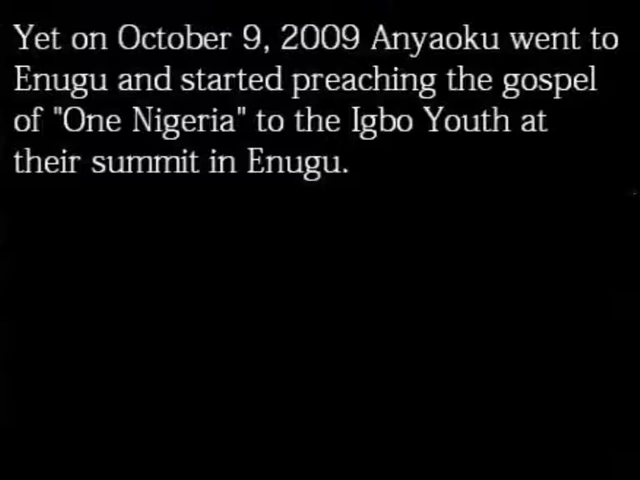 Yet on October 9, 2009 Anyaoku went to
Enugu and started preaching the gospel
of "One Nigeria" to the Igbo Youth at
their summit in Enugu.